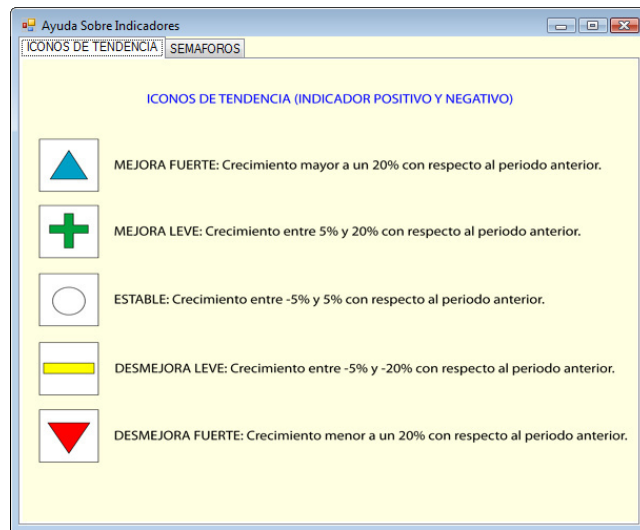 Ayuda Sobre Indicadores
ICONOS DE TENDENCIA SEMAFOROS
ICONOS DE TENDENCIA (INDICADOR POSITIVO Y NEGATIVO)
MEJORA FUERTE: Crecimiento mayor a un 20% con respecto al periodo anterior.
MEJORA LEVE: Crecimiento entre 5% y 20% con respecto al periodo anterior.
ESTABLE: Crecimiento entre -5% y 5% con respecto al periodo anterior.
DESMEJORA LEVE: Crecimiento entre -5% y -20% con respecto al periodo anterior.
DESMEJORA FUERTE: Crecimiento menor a un 20% con respecto al periodo anterior.